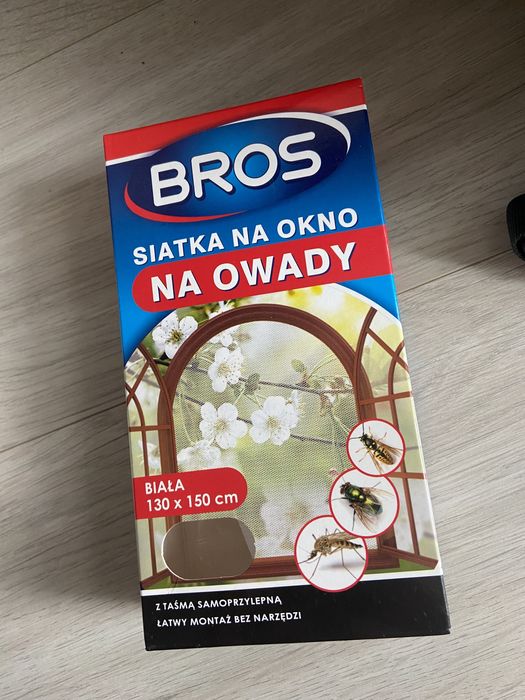 BROS
SIATKA NA OKNO
NA OWADY
BIAŁA
130 x 150 cm
Z TAŚMĄ SAMOPRZYLEPNĄ
ŁATWY MONTAŻ BEZ NARZĘDZI